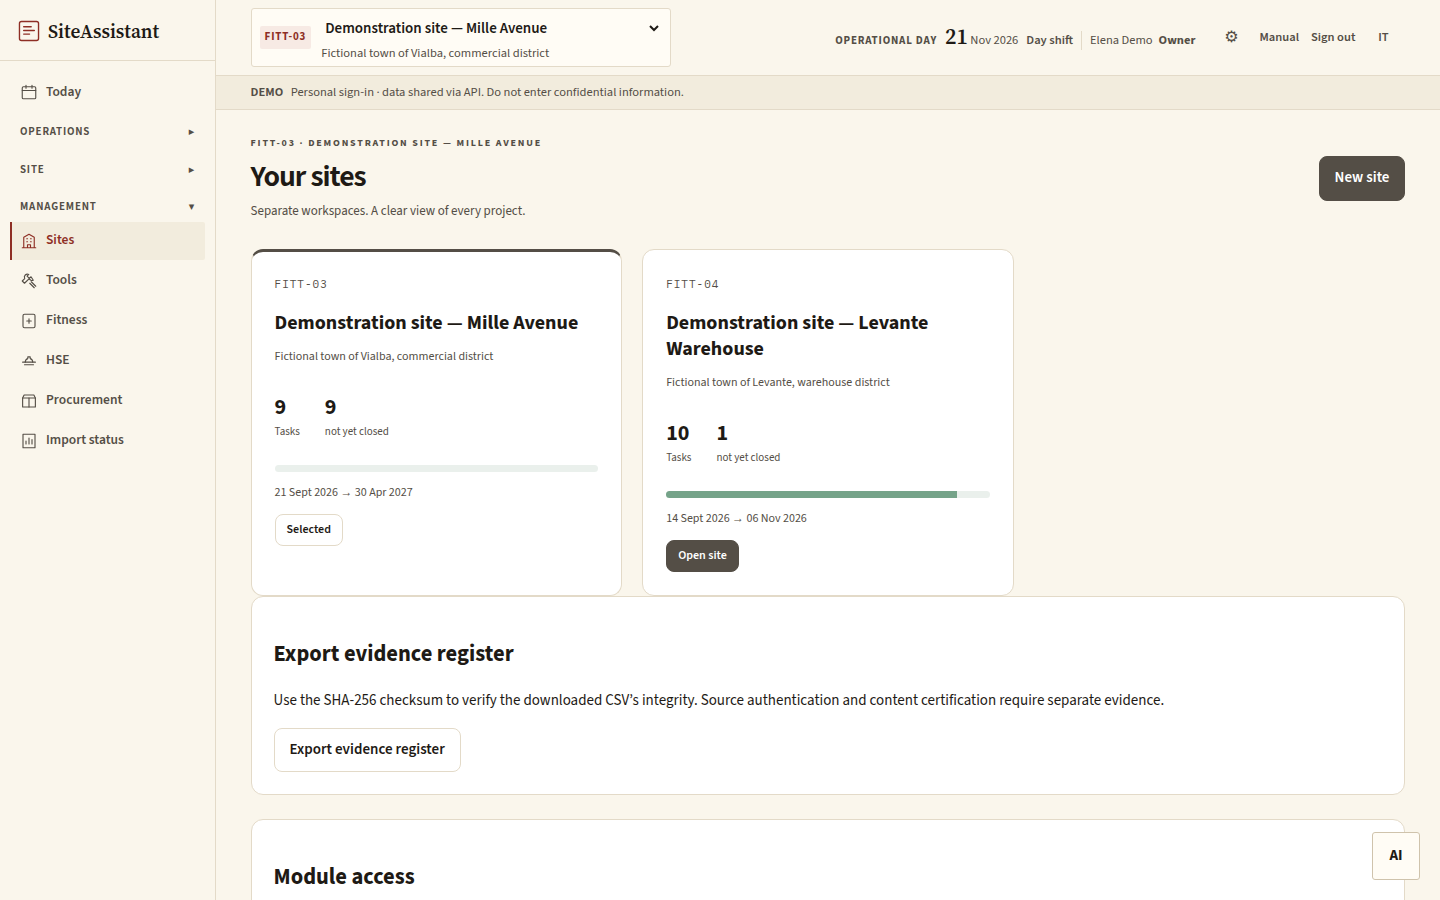 SiteAssistant
FITT-03
Demonstration site — Mille Avenue
Fictional town of Vialba, commercial district
OPERATIONAL DAY 21 Nov 2026 Day shift
Elena Demo Owner
Manual
Sign out
IT
DEMO Personal sign-in · data shared via API. Do not enter confidential information.
Today
OPERATIONS
SITE
MANAGEMENT
Sites
Tools
Fitness
HSE
Procurement
Import status
FITT-03 · DEMONSTRATION SITE — MILLE AVENUE
Your sites
Separate workspaces. A clear view of every project.
New site
FITT-03
Demonstration site — Mille Avenue
Fictional town of Vialba, commercial district
9 9
Tasks not yet closed
21 Sept 2026 → 30 Apr 2027
Selected
FITT-04
Demonstration site — Levante
Warehouse
Fictional town of Levante, warehouse district
10 1
Tasks not yet closed
14 Sept 2026 → 06 Nov 2026
Open site
Export evidence register
Use the SHA-256 checksum to verify the downloaded CSV's integrity. Source authentication and content certification require separate evidence.
Export evidence register
Module access
AI